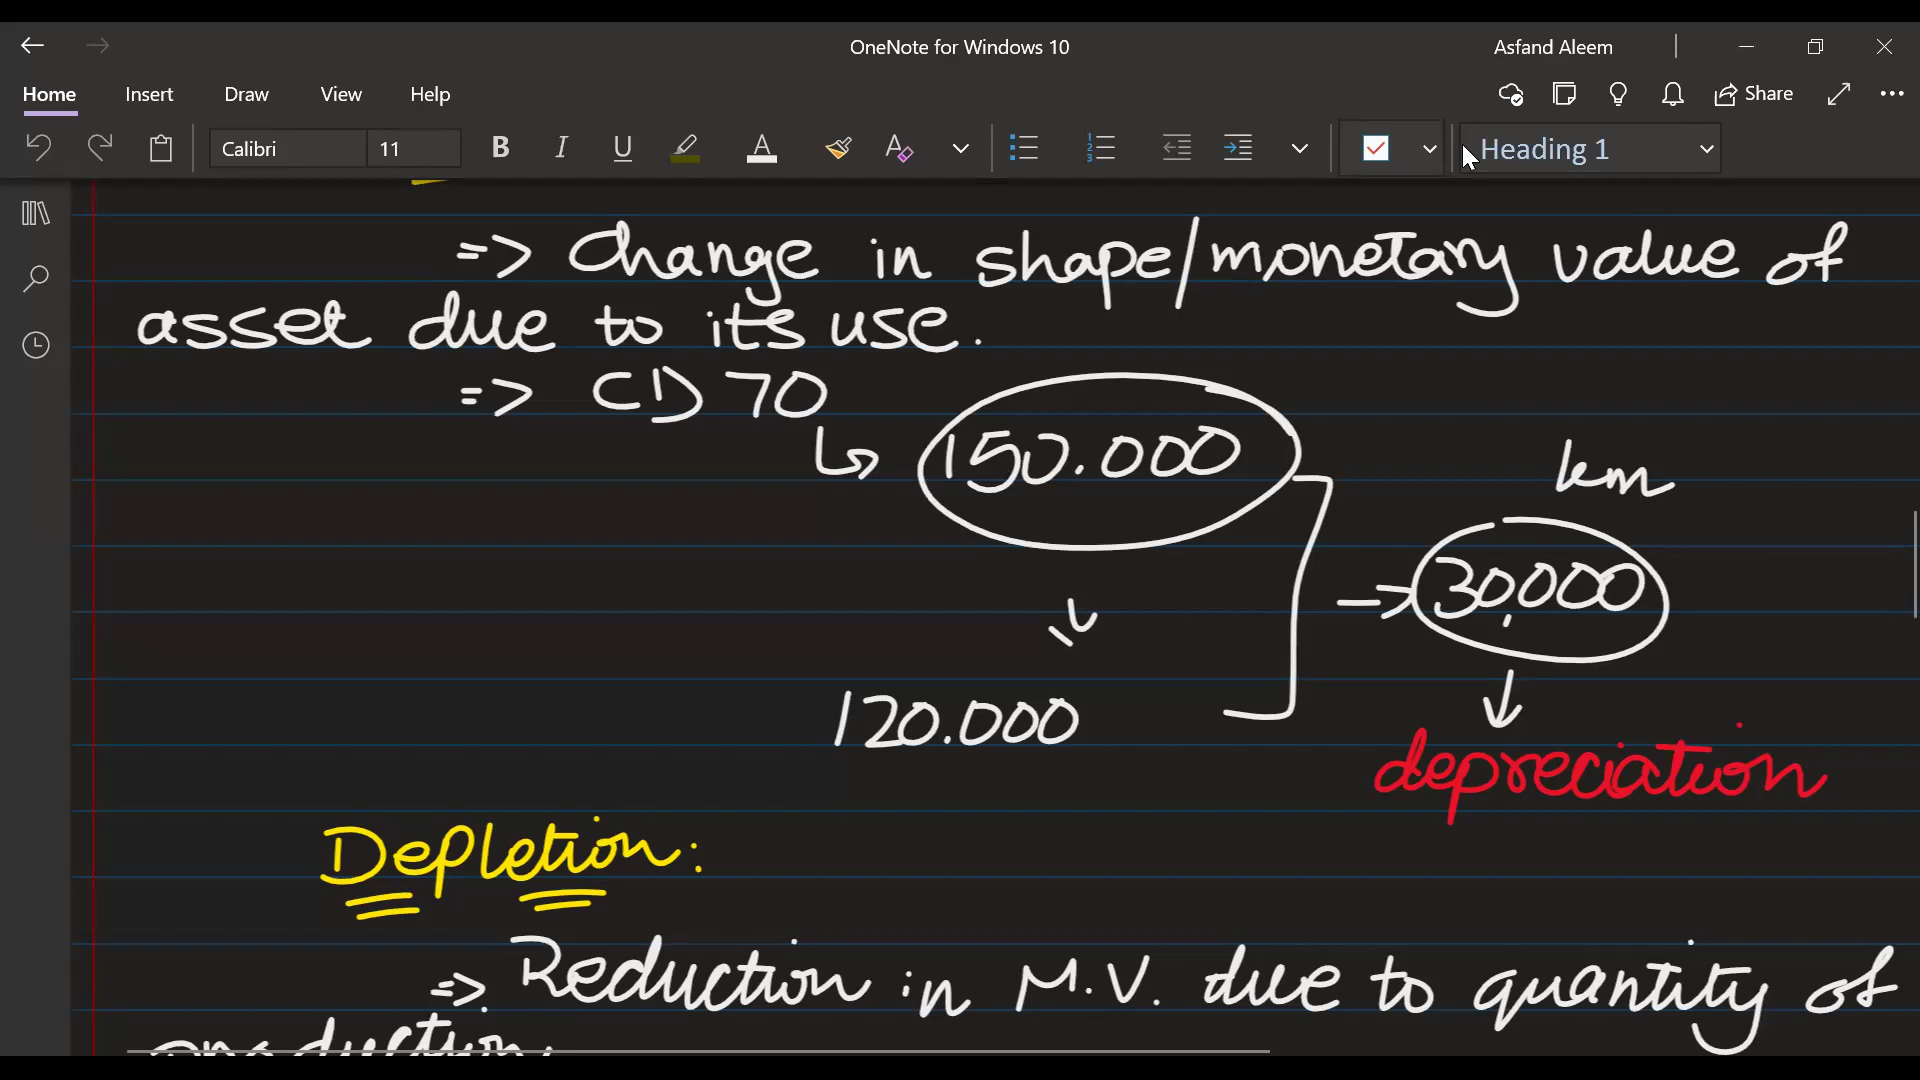 OneNote for Windows 10
Asfand Aleem
Home Insert Draw View Help
Share
Calibri 11 B I U A A Heading 1
=> Change in shape/monetary value of
asset due to its use.
=> CD 70
150.000
km
=> 30,000
120.000
depreciation
Depletion:
=> Reduction in M.V. due to quantity of
production